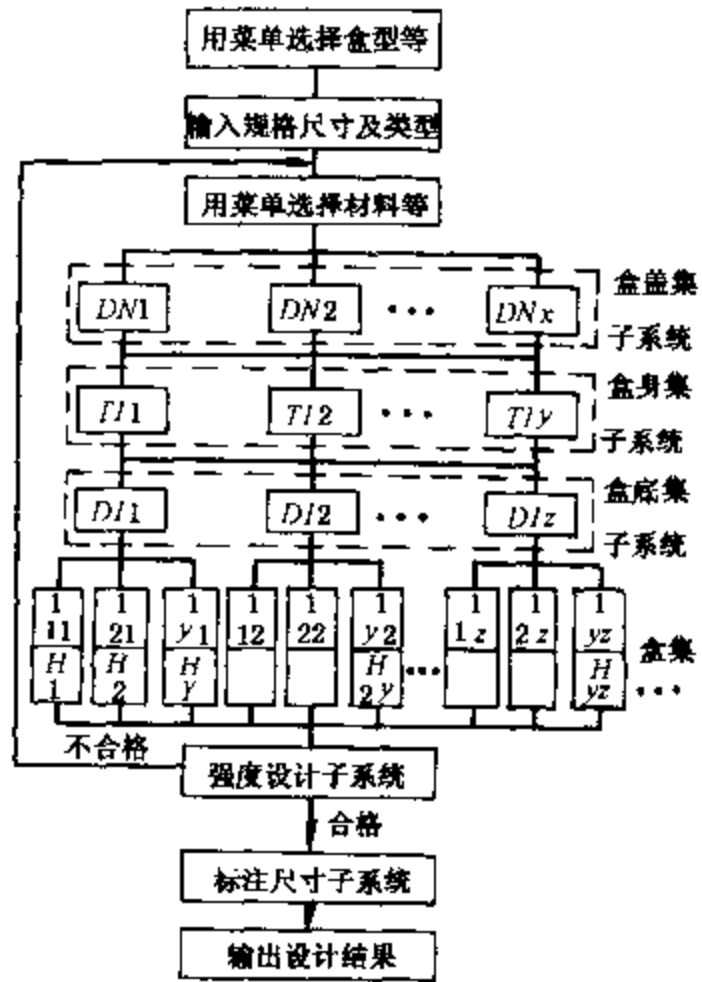 用菜单选择盒型等
输入规格尺寸及类型
用菜单选择材料等
DN1 DN2 ••• DNx 盒盖集
子系统
TI1 TI2 ••• TIy 盒身集
子系统
DI1 DI2 ••• DIz 盒底集
子系统
1 1 1 1 1 1 1 1 1
11 21 y1 12 22 y2 1z 2z yz
H H H H ••• H 盒集
1 2 y 2y yz •••
不合格
强度设计子系统
合格
标注尺寸子系统
输出设计结果